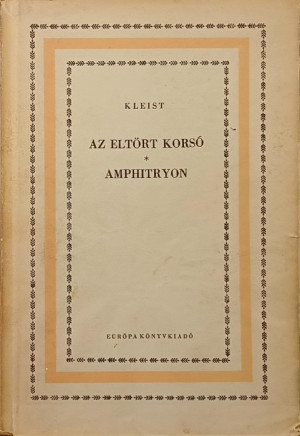 KLEIST
AZ ELTÖRT KORSÓ
*
AMPHITRYON
EURÓPA KÖNYVKIADÓ